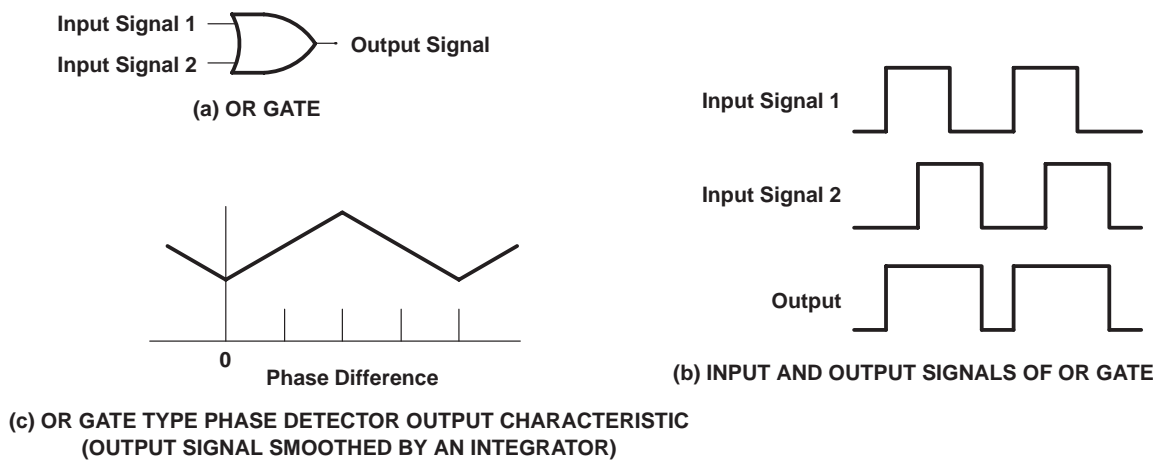 Input Signal 1
Output Signal
Input Signal 2
(a) OR GATE
Input Signal 1
Input Signal 2
Output
(b) INPUT AND OUTPUT SIGNALS OF OR GATE
0
Phase Difference
(c) OR GATE TYPE PHASE DETECTOR OUTPUT CHARACTERISTIC
(OUTPUT SIGNAL SMOOTHED BY AN INTEGRATOR)